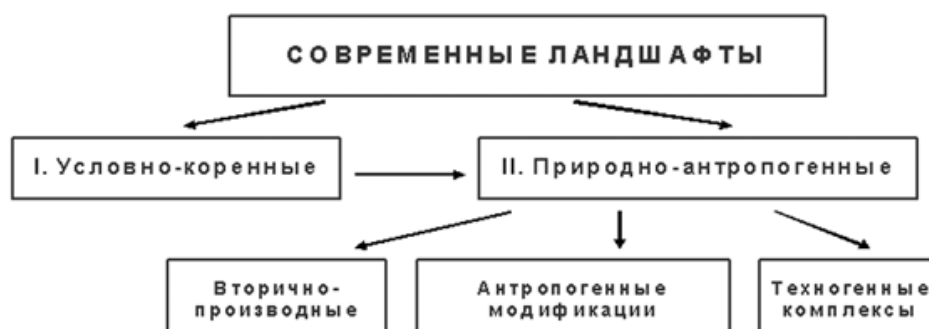 СОВРЕМЕННЫЕ ЛАНДШАФТЫ
I. Условно-коренные
II. Природно-антропогенные
Вторично-
производные
Антропогенные
модификации
Техногенные
комплексы